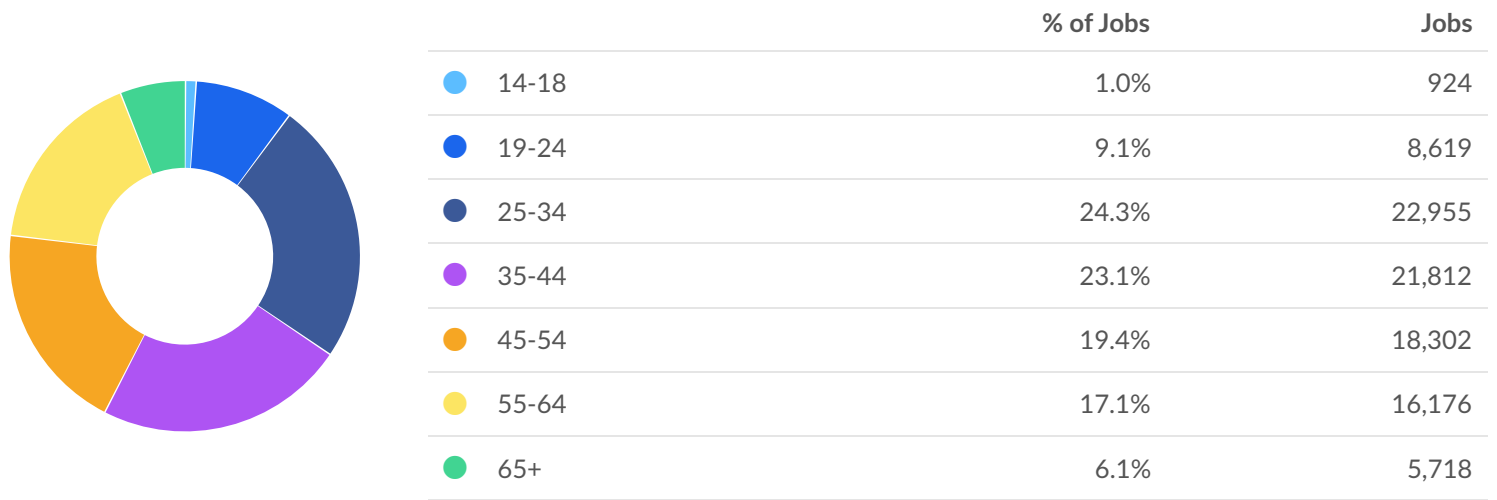 % of Jobs Jobs
14-18 1.0% 924
19-24 9.1% 8,619
25-34 24.3% 22,955
35-44 23.1% 21,812
45-54 19.4% 18,302
55-64 17.1% 16,176
65+ 6.1% 5,718